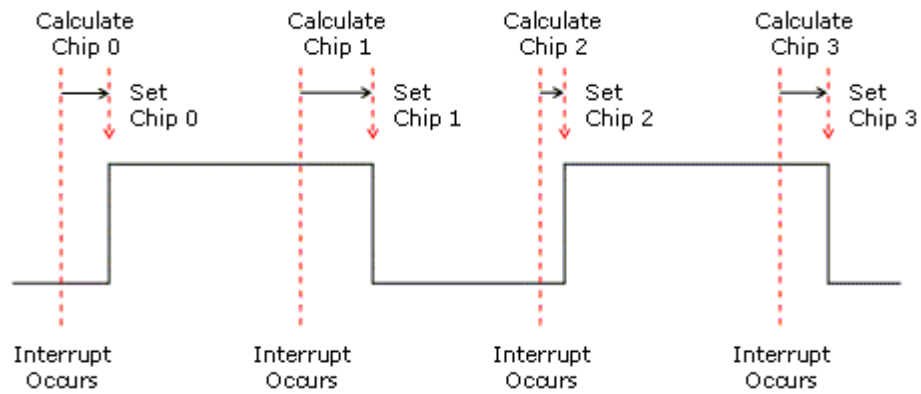 Calculate
Chip 0
Calculate
Chip 1
Calculate
Chip 2
Calculate
Chip 3
Set
Chip 0
Set
Chip 1
Set
Chip 2
Set
Chip 3
Interrupt
Occurs
Interrupt
Occurs
Interrupt
Occurs
Interrupt
Occurs